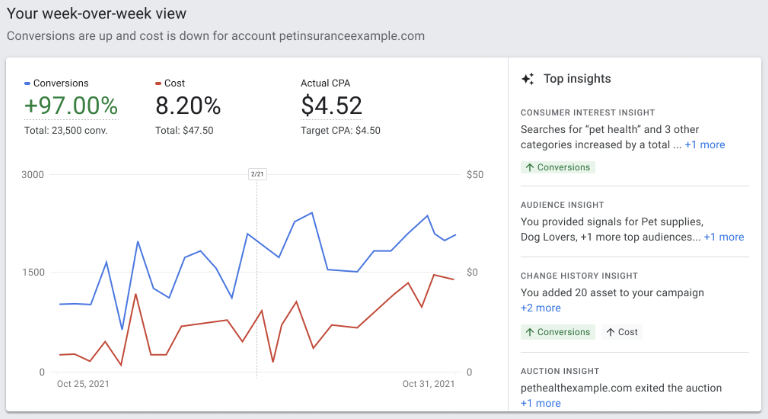 Your week-over-week view
Conversions are up and cost is down for account petinsuranceexample.com
Conversions
+97.00%
Total: 23,500 conv.
Cost
8.20%
Total: $47.50
Actual CPA
$4.52
Target CPA: $4.50
3000
2/21
$50
1500
$0
0
0
Oct 25, 2021
Oct 31, 2021
Top insights
CONSUMER INTEREST INSIGHT
Searches for "pet health" and 3 other
categories increased by a total ... +1 more
Conversions
AUDIENCE INSIGHT
You provided signals for Pet supplies,
Dog Lovers, +1 more top audiences... +1 more
CHANGE HISTORY INSIGHT
You added 20 asset to your campaign
+2 more
Conversions
Cost
AUCTION INSIGHT
pethealthexample.com exited the auction
+1 more